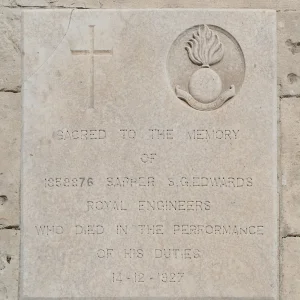 SACRED TO THE MEMORY
OF
1852876 SAPPER S.G.EDWARDS
ROYAL ENGINEERS
WHO DIED IN THE PERFORMANCE
OF HIS DUTIES
14-12-1927